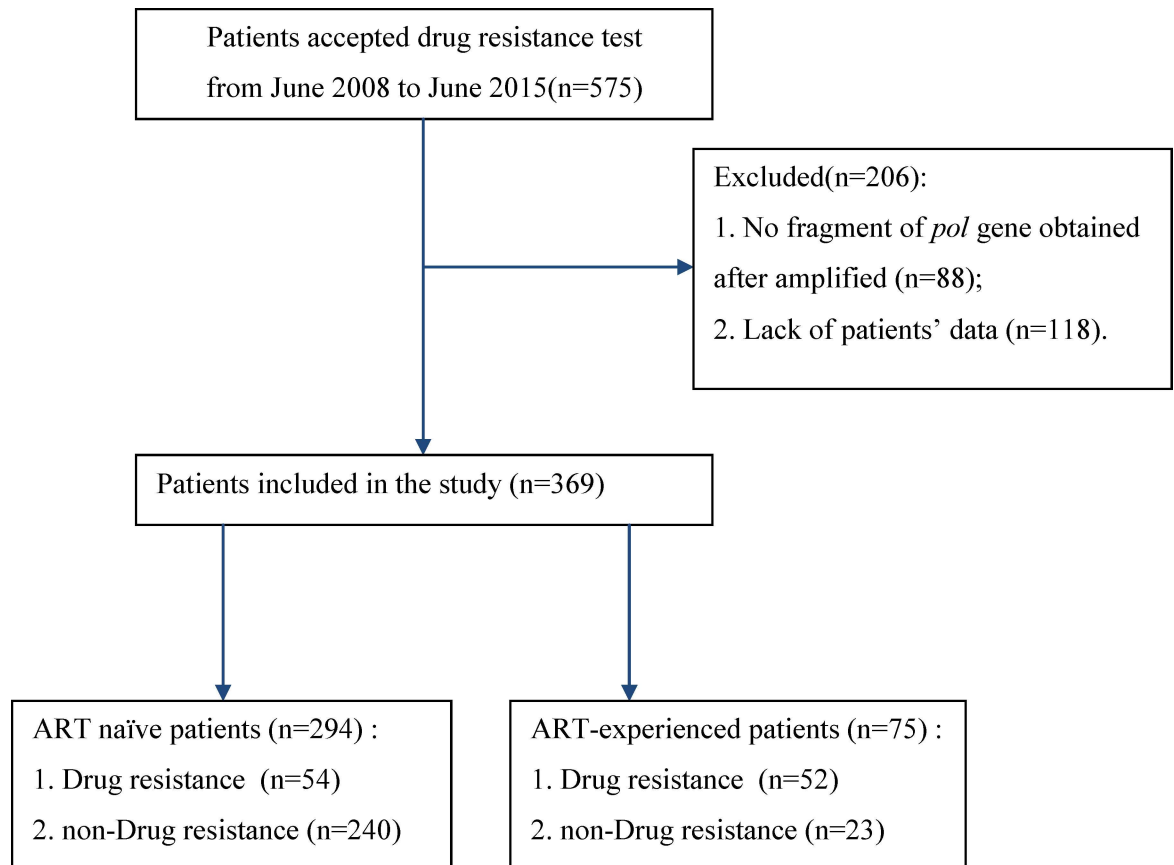 Patients accepted drug resistance test
from June 2008 to June 2015(n=575)
Excluded(n=206):
1. No fragment of pol gene obtained
after amplified (n=88);
2. Lack of patients’ data (n=118).
Patients included in the study (n=369)
ART naïve patients (n=294) :
1. Drug resistance (n=54)
2. non-Drug resistance (n=240)
ART-experienced patients (n=75) :
1. Drug resistance (n=52)
2. non-Drug resistance (n=23)